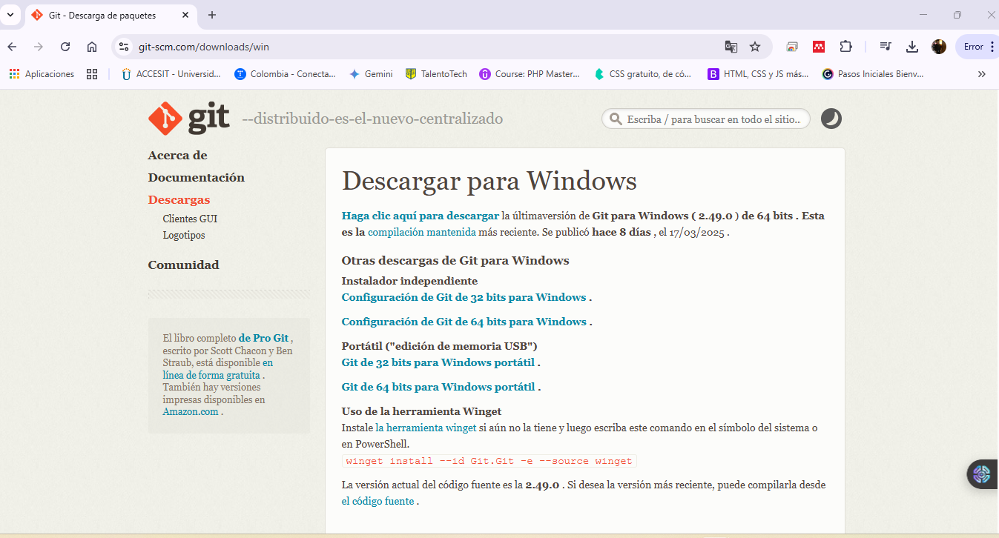 Git - Descarga de paquetes
git-scm.com/downloads/win
Error
Aplicaciones
ACCESIT - Universid...
Colombia - Conecta...
Gemini
TalentoTech
Course: PHP Master...
CSS gratuito, de có...
HTML, CSS y JS más...
Pasos Iniciales Bienv...
git --distribuido-es-el-nuevo-centralizado
Escriba / para buscar en todo el sitio..
Acerca de
Documentación
Descargas
Clientes GUI
Logotipos
Comunidad
El libro completo de Pro Git ,
escrito por Scott Chacon y Ben
Straub, está disponible en
línea de forma gratuita .
También hay versiones
impresas disponibles en
Amazon.com .
Descargar para Windows
Haga clic aquí para descargar la últimaversión de Git para Windows ( 2.49.0 ) de 64 bits . Esta
es la compilación mantenida más reciente. Se publicó hace 8 días , el 17/03/2025 .
Otras descargas de Git para Windows
Instalador independiente
Configuración de Git de 32 bits para Windows .
Configuración de Git de 64 bits para Windows .
Portátil ("edición de memoria USB")
Git de 32 bits para Windows portátil .
Git de 64 bits para Windows portátil .
Uso de la herramienta Winget
Instale la herramienta winget si aún no la tiene y luego escriba este comando en el símbolo del sistema o
en PowerShell.
winget install --id Git.Git -e --source winget
La versión actual del código fuente es la 2.49.0 . Si desea la versión más reciente, puede compilarla desde
el código fuente .